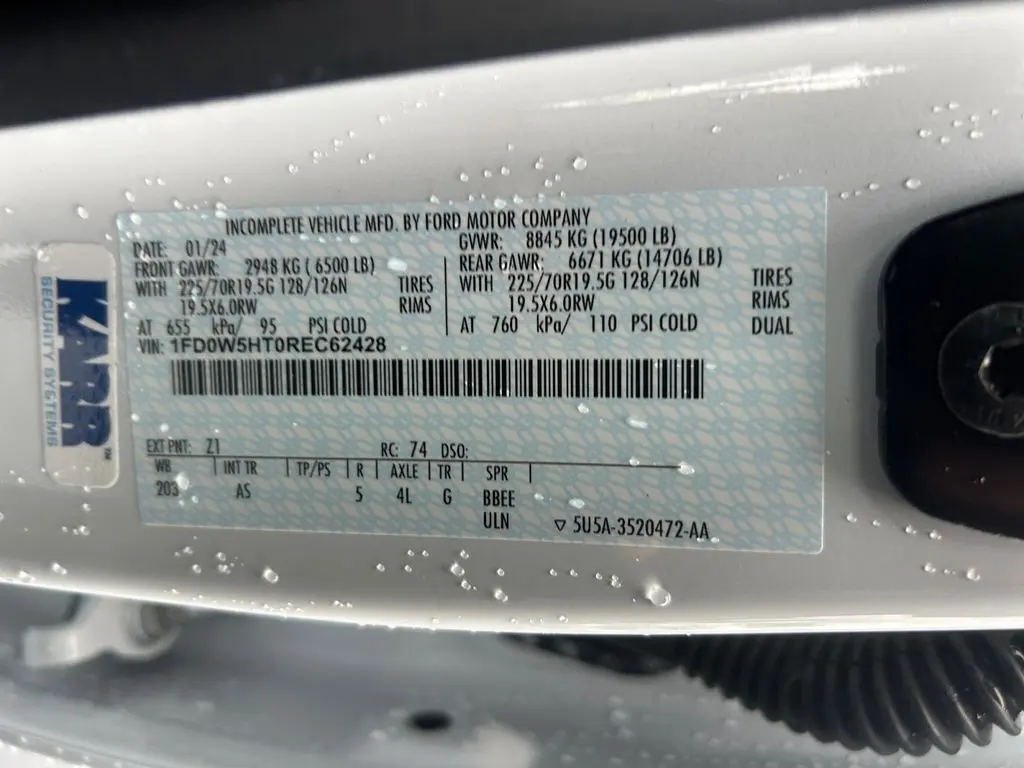 INCOMPLETE VEHICLE MFD. BY FORD MOTOR COMPANY
DATE: 01/24 GVWR: 8845 KG (19500 LB)
FRONT GAWR: 2948 KG ( 6500 LB) REAR GAWR: 6671 KG (14706 LB)
WITH 225/70R19.5G 128/126N TIRES WITH 225/70R19.5G 128/126N TIRES
19.5X6.0RW RIMS 19.5X6.0RW RIMS
AT 655 kPa/ 95 PSI COLD AT 760 kPa/ 110 PSI COLD DUAL
VIN: 1FD0W5HT0REC62428
EXT PNT: Z1 RC: 74 DSO:
WB INT TR TP/PS R AXLE TR SPR
203 AS 5 4L G BBEE
ULN ▽ 5U5A-3520472-AA
KARR™
SECURITY SYSTEMS